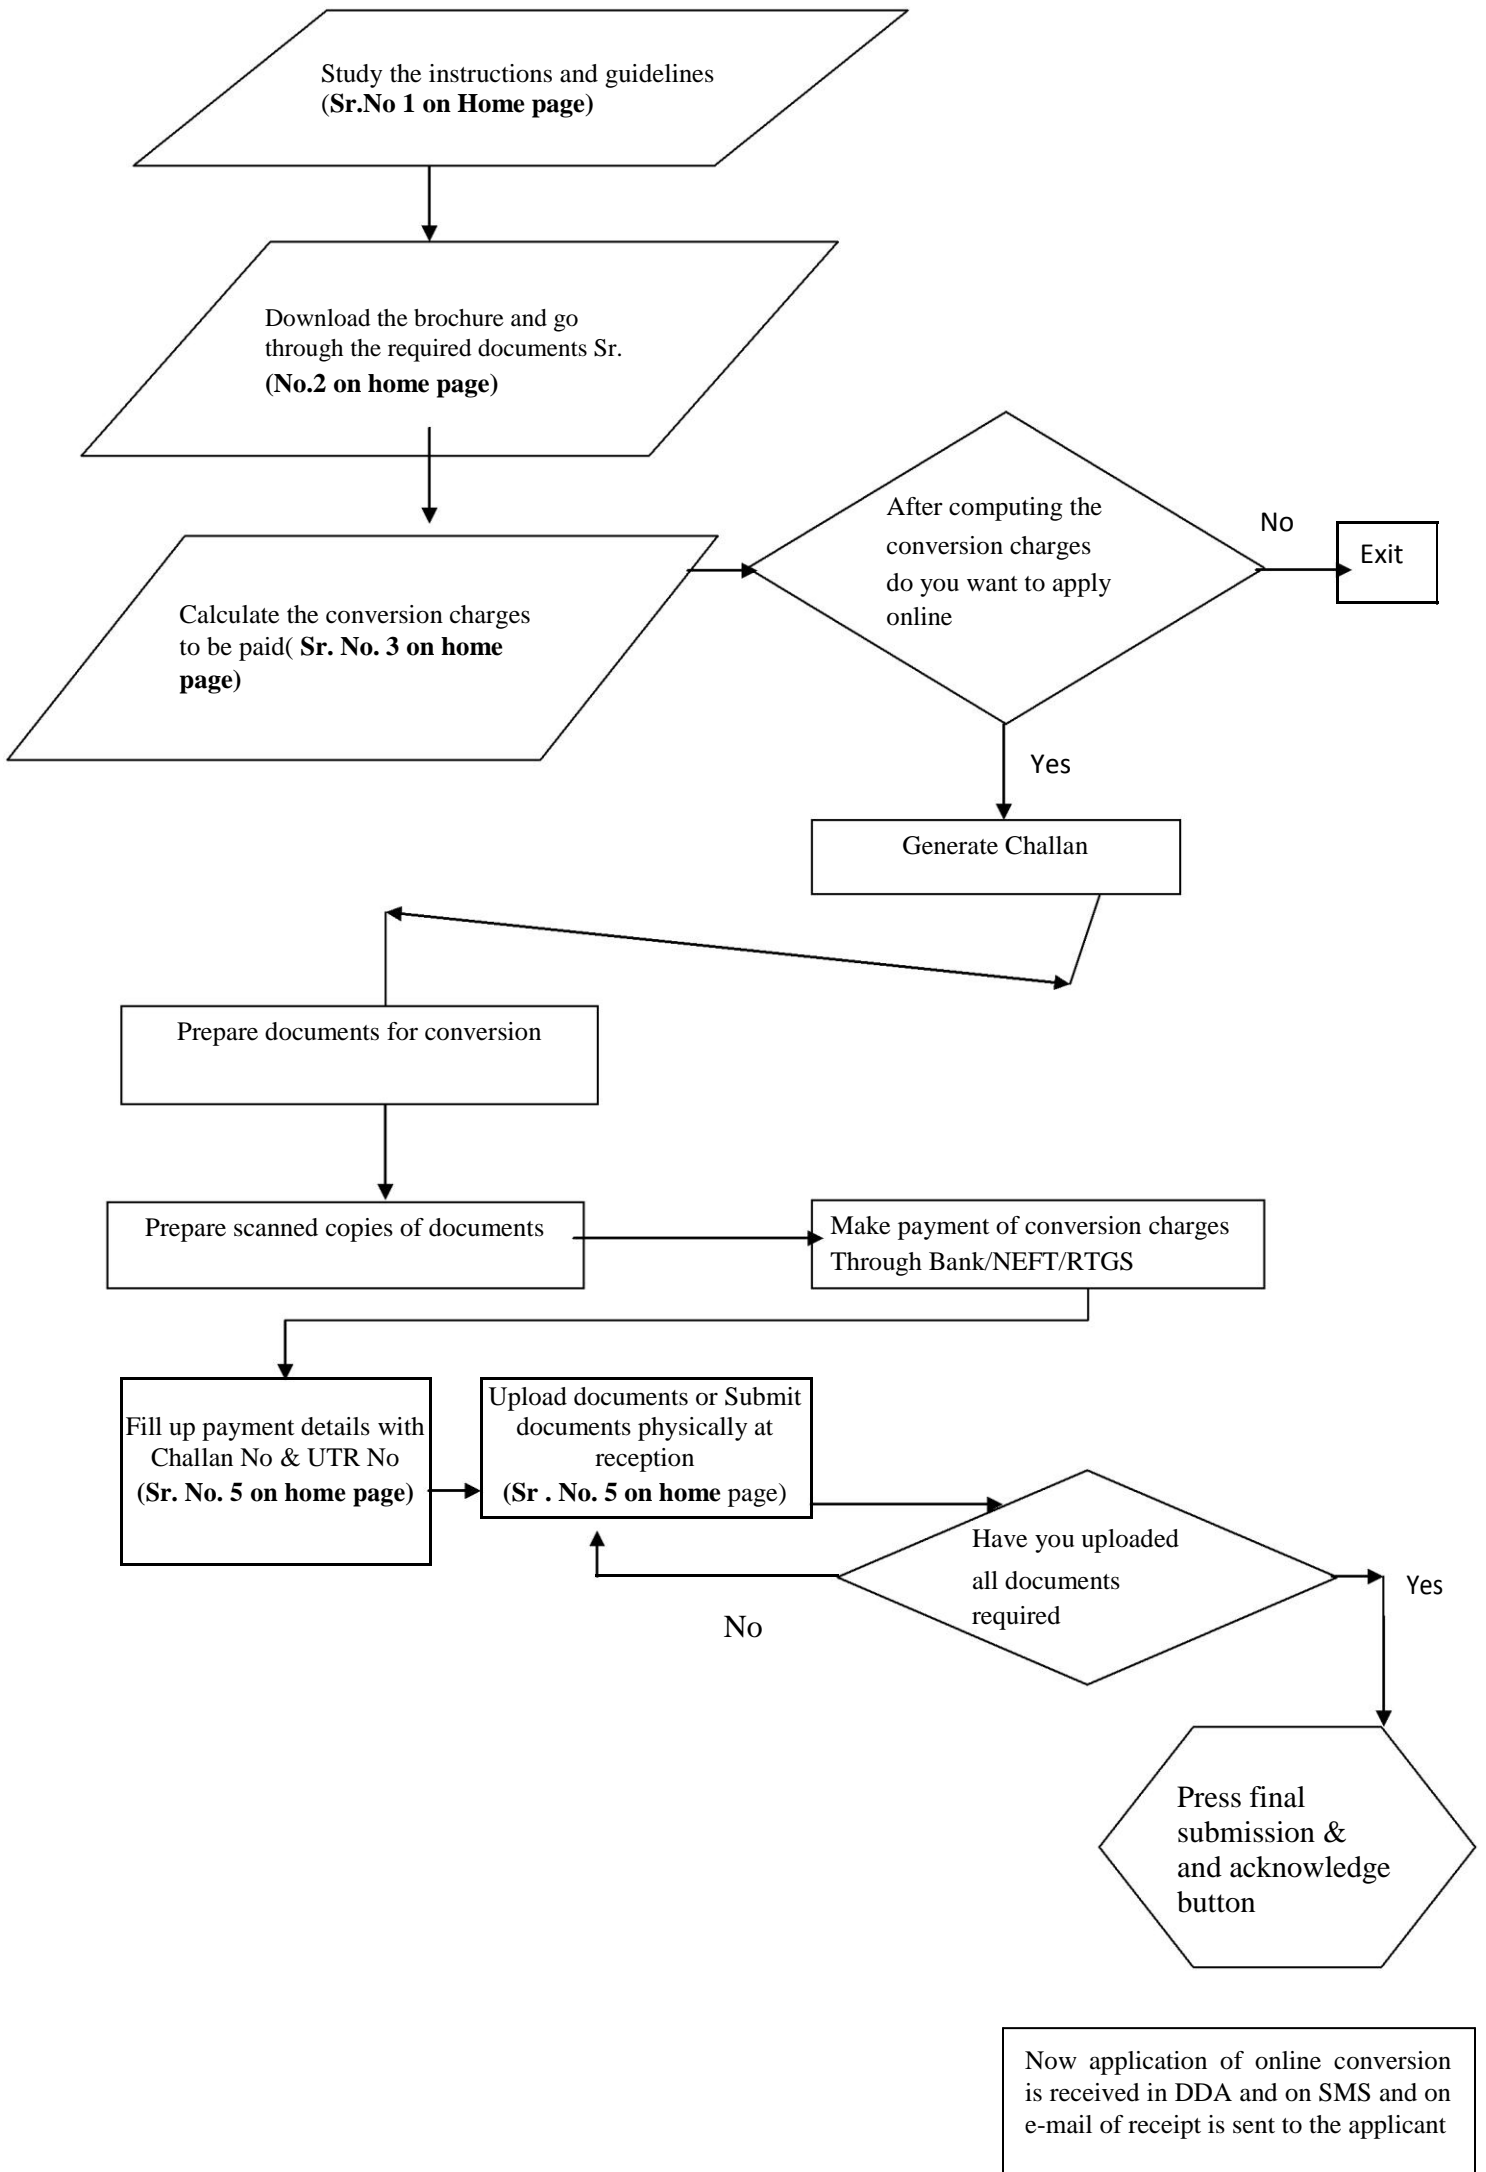 Study the instructions and guidelines
(Sr.No 1 on Home page)
Download the brochure and go
through the required documents Sr.
(No.2 on home page)
After computing the
conversion charges
do you want to apply
online
No
Exit
Calculate the conversion charges
to be paid( Sr. No. 3 on home
page)
Yes
Generate Challan
Prepare documents for conversion
Prepare scanned copies of documents
Make payment of conversion charges
Through Bank/NEFT/RTGS
Fill up payment details with
Challan No & UTR No
(Sr. No. 5 on home page)
Upload documents or Submit
documents physically at
reception
(Sr . No. 5 on home page)
Have you uploaded
all documents
required
Yes
No
Press final
submission &
and acknowledge
button
Now application of online conversion
is received in DDA and on SMS and on
e-mail of receipt is sent to the applicant